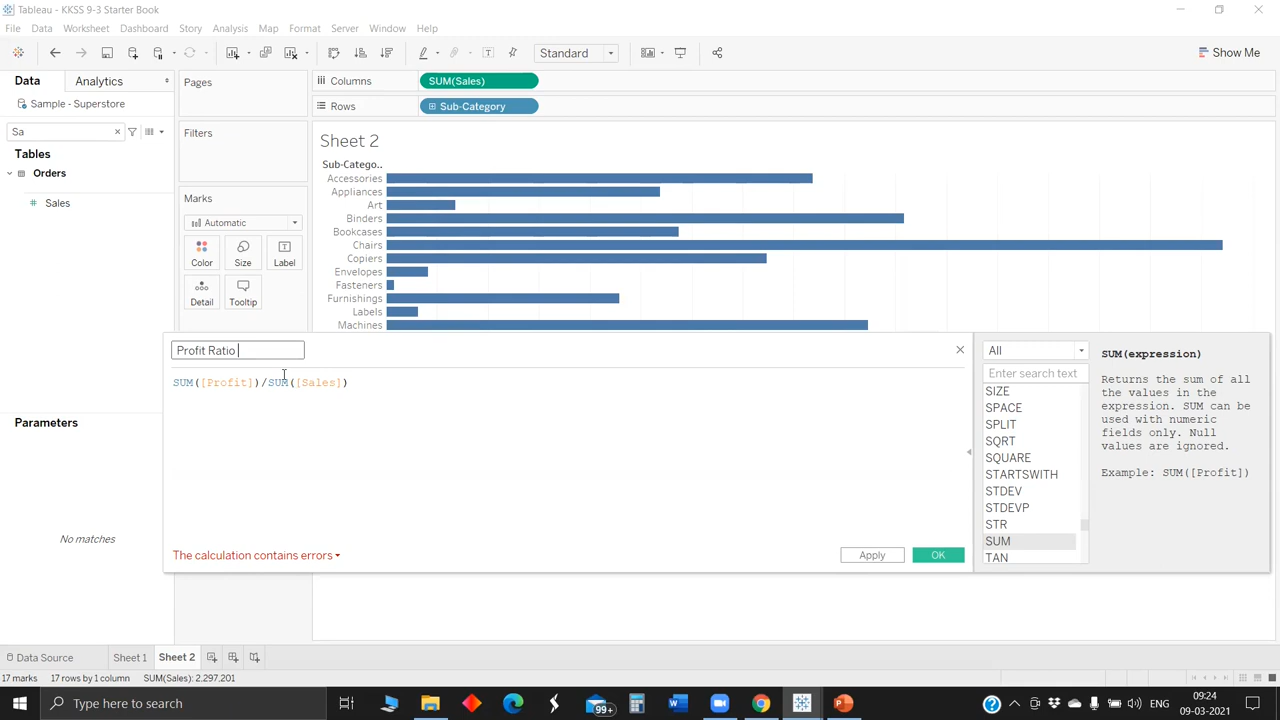 Tableau - KKSS 9-3 Starter Book
File Data Worksheet Dashboard Story Analysis Map Format Server Window Help
Standard
Show Me
Data Analytics
Pages
Columns SUM(Sales)
Sample - Superstore
Rows Sub-Category
Sa
Filters
Sheet 2
Tables
Sub-Catego..
Orders
Accessories
Appliances
Sales
Marks
Art
Automatic
Binders
Bookcases
Color Size Label
Chairs
Copiers
Envelopes
Detail Tooltip
Fasteners
Furnishings
Labels
Machines
Profit Ratio
All
SUM(expression)
Enter search text
SUM([Profit])/SUM([Sales])
Returns the sum of all
the values in the
expression. SUM can be
used with numeric
fields only. Null
values are ignored.
Example: SUM([Profit])
SIZE
SPACE
SPLIT
SQRT
SQUARE
STARTSWITH
STDEV
STDEVP
STR
SUM
TAN
Parameters
No matches
The calculation contains errors
Apply OK
Data Source Sheet 1 Sheet 2
17 marks 17 rows by 1 column SUM(Sales): 2,297,201
Type here to search
99+
ENG
09:24
09-03-2021